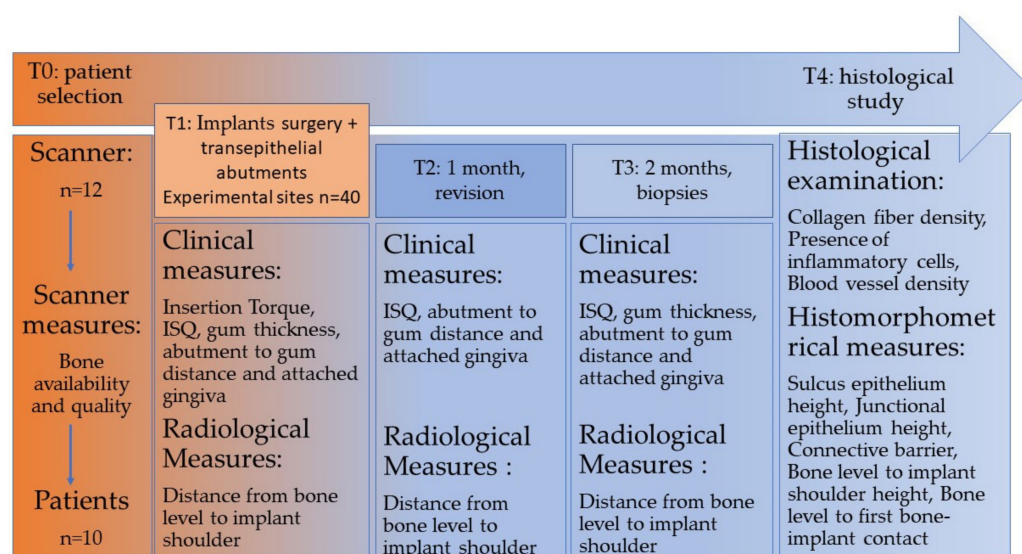 T0: patient
selection
T4: histological
study
Scanner:
n=12
Scanner
measures:
Bone
availability
and quality
Patients
n=10
T1: Implants surgery +
transepithelial
abutments
Experimental sites n=40
Clinical
measures:
Insertion Torque,
ISQ, gum thickness,
abutment to gum
distance and attached
gingiva
Radiological
Measures:
Distance from bone
level to implant
shoulder
T2: 1 month,
revision
Clinical
measures:
ISQ, abutment to
gum distance and
attached gingiva
Radiological
Measures :
Distance from
bone level to
implant shoulder
T3: 2 months,
biopsies
Clinical
measures:
ISQ, gum thickness,
abutment to gum
distance and
attached gingiva
Radiological
Measures :
Distance from bone
level to implant
shoulder
Histological
examination:
Collagen fiber density,
Presence of
inflammatory cells,
Blood vessel density
Histomorphomet
rical measures:
Sulcus epithelium
height, Junctional
epithelium height,
Connective barrier,
Bone level to implant
shoulder height, Bone
level to first bone-
implant contact